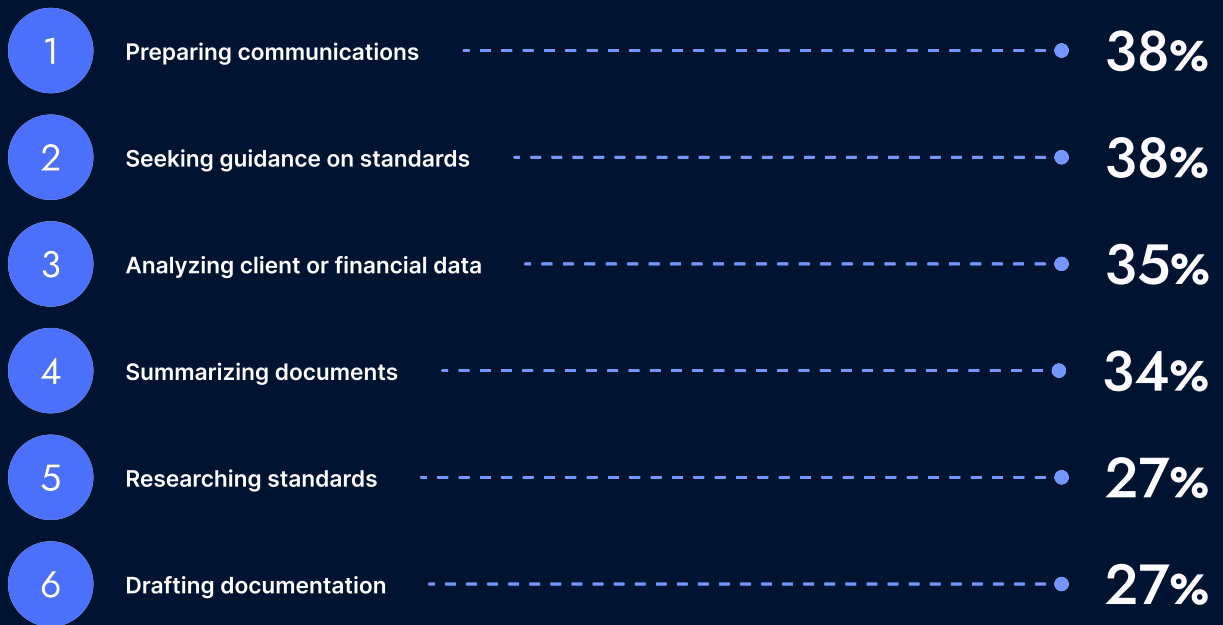 1 Preparing communications 38%
2 Seeking guidance on standards 38%
3 Analyzing client or financial data 35%
4 Summarizing documents 34%
5 Researching standards 27%
6 Drafting documentation 27%